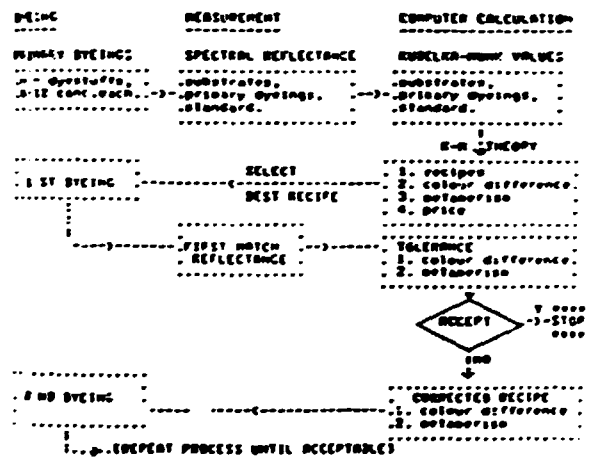 DYEING MEASUREMENT COMPUTER CALCULATION
PRIMARY DYEINGS SPECTRAL REFLECTANCE KUBELKA-MUNK VALUES
n - dyestuffs, substrates, substrates,
8-12 conc. each. primary dyeings, primary dyeings,
standard. standard.
K-M THEORY
SELECT
BEST RECIPE
1 ST DYEING
1. recipes
2. colour difference
3. metamerism
4. price
FIRST MATCH
REFLECTANCE
TOLERANCE
1. colour difference
2. metamerism
ACCEPT
Y
STOP
NO
2 ND DYEING
CORRECTED RECIPE
1. colour difference
2. metamerism
(REPEAT PROCESS UNTIL ACCEPTABLE)